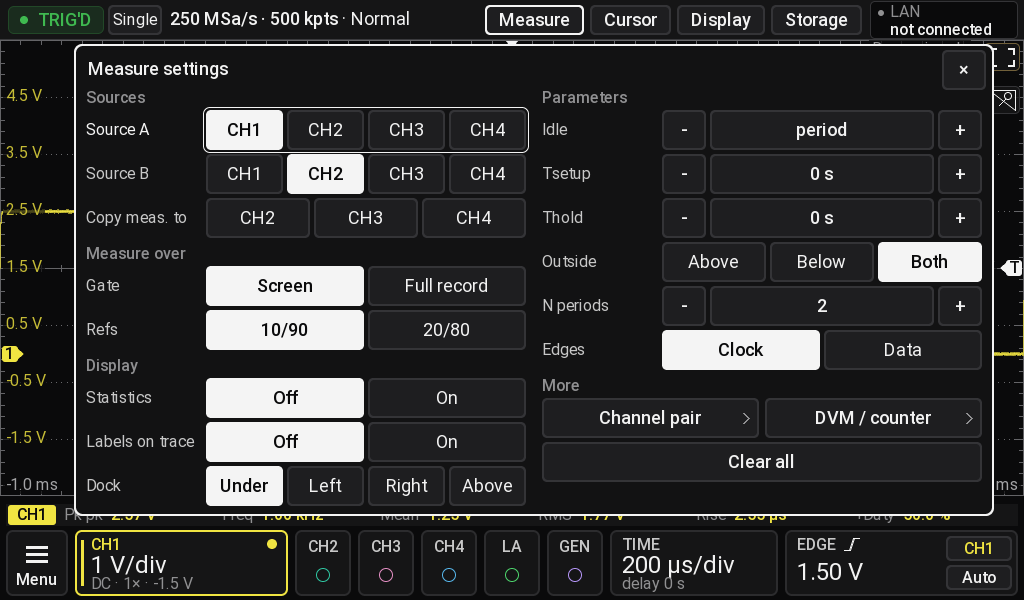 TRIG'D Single 250 MSa/s · 500 kpts · Normal Measure Cursor Display Storage LAN not connected
Measure settings ×
Sources
Source A CH1 CH2 CH3 CH4
Source B CH1 CH2 CH3 CH4
Copy meas. to CH2 CH3 CH4
Measure over
Gate Screen Full record
Refs 10/90 20/80
Display
Statistics Off On
Labels on trace Off On
Dock Under Left Right Above
Parameters
Idle - period +
Tsetup - 0 s +
Thold - 0 s +
Outside Above Below Both
N periods - 2 +
Edges Clock Data
More
Channel pair DVM / counter
Clear all
4.5 V
3.5 V
2.5 V
1.5 V
0.5 V
1
-0.5 V
-1.5 V
-1.0 ms
ms
T
CH1
Menu
CH1
1 V/div
DC · 1× · -1.5 V
CH2 CH3 CH4 LA GEN
TIME
200 µs/div
delay 0 s
EDGE
1.50 V
CH1
Auto